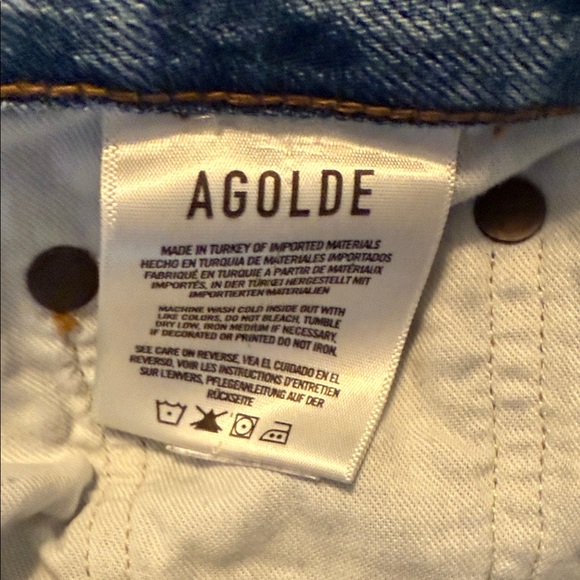 AGOLDE
MADE IN TURKEY OF IMPORTED MATERIALS
HECHO EN TURQUIA DE MATERIALES IMPORTADOS
FABRIQUÉ EN TURQUIE A PARTIR DE MATÉRIAUX
IMPORTÉS, IN DER TÜRKEI HERGESTELLT MIT
IMPORTIERTEN MATERIALIEN
MACHINE WASH COLD INSIDE OUT WITH
LIKE COLORS, DO NOT BLEACH, TUMBLE
DRY LOW, IRON MEDIUM IF NECESSARY.
IF DECORATED OR PRINTED DO NOT IRON.
SEE CARE ON REVERSE, VEA EL CUIDADO EN EL
REVERSO, VOIR LES INSTRUCTIONS D'ENTRETIEN
SUR L'ENVERS, PFLEGEANLEITUNG AUF DER
RÜCKSEITE